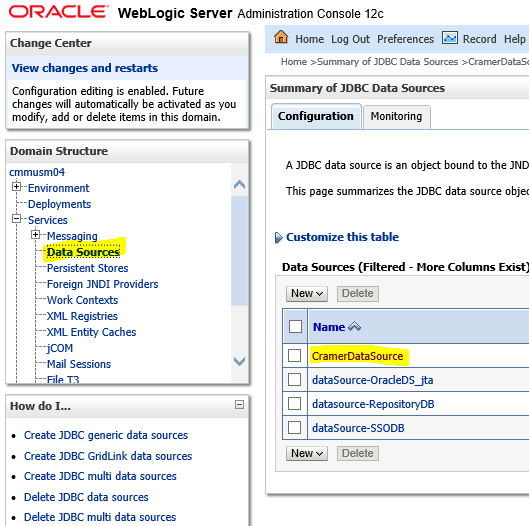 ORACLE WebLogic Server Administration Console 12c
Change Center
View changes and restarts
Configuration editing is enabled. Future
changes will automatically be activated as you
modify, add or delete items in this domain.
Domain Structure
cmmusm04
Environment
Deployments
Services
Messaging
Data Sources
Persistent Stores
Foreign JNDI Providers
Work Contexts
XML Registries
XML Entity Caches
jCOM
Mail Sessions
File T3
How do I...
Create JDBC generic data sources
Create JDBC GridLink data sources
Create JDBC multi data sources
Delete JDBC data sources
Delete JDBC multi data sources
Home Log Out Preferences Record Help
Home >Summary of JDBC Data Sources >CramerDataSo
Summary of JDBC Data Sources
Configuration Monitoring
A JDBC data source is an object bound to the JND
This page summarizes the JDBC data source objec
Customize this table
Data Sources (Filtered - More Columns Exist)
New Delete
Name
CramerDataSource
dataSource-OracleDS_jta
datasource-RepositoryDB
dataSource-SSODB
New Delete